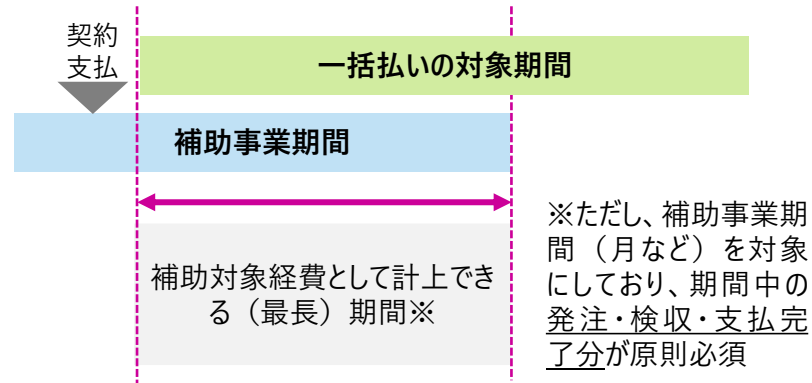 契約
支払
一括払いの対象期間
補助事業期間
補助対象経費として計上でき
る（最長）期間※
※ただし、補助事業期
間（月など）を対象
にしており、期間中の
発注・検収・支払完
了分が原則必須